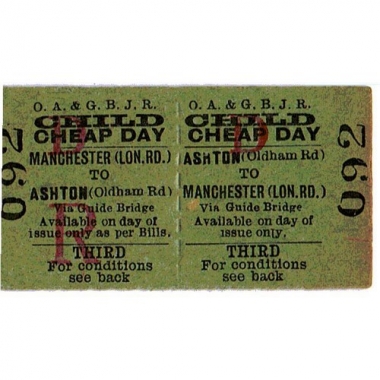 O. A. & G. B. J. R.
CHILD
CHEAP DAY
MANCHESTER (LON. RD.)
TO
ASHTON (Oldham Rd)
Via Guide Bridge
Available on day of
issue only as per Bills.
THIRD
For conditions
see back
D
R
092
O. A. & G. B. J. R.
CHILD
CHEAP DAY
ASHTON (Oldham Rd)
TO
MANCHESTER (LON. RD.)
Via Guide Bridge
Available on day of
issue only.
THIRD
For conditions
see back
D
092